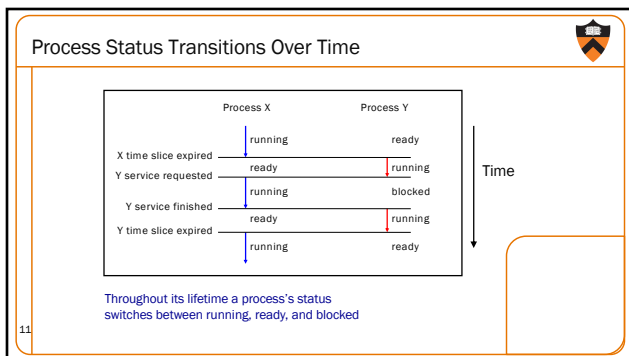 Process Status Transitions Over Time
Process X Process Y
running ready
X time slice expired
ready running
Y service requested
running blocked
Y service finished
ready running
Y time slice expired
running ready
Time
Throughout its lifetime a process's status
switches between running, ready, and blocked
11